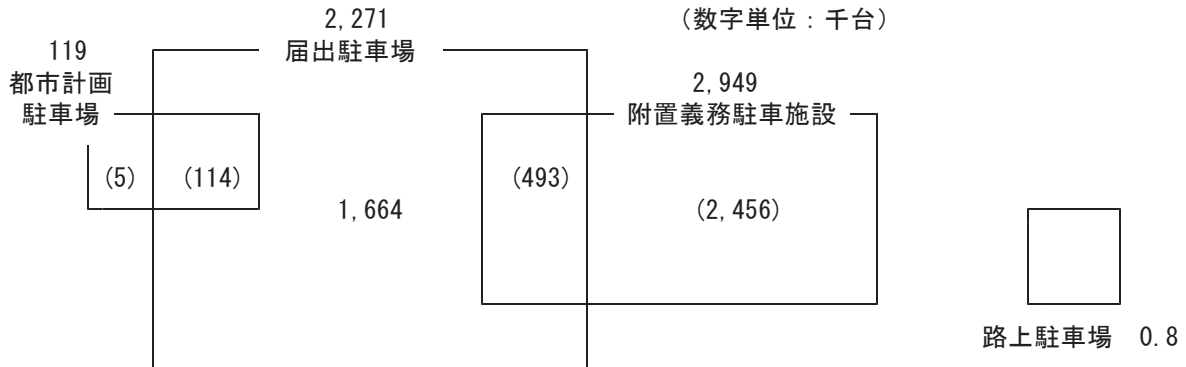 2,271
(数字単位:千台)
119
届出駐車場
都市計画
2,949
駐車場
附置義務駐車施設
(5)
(114)
(493)
1,664
(2,456)
路上駐車場 0.8